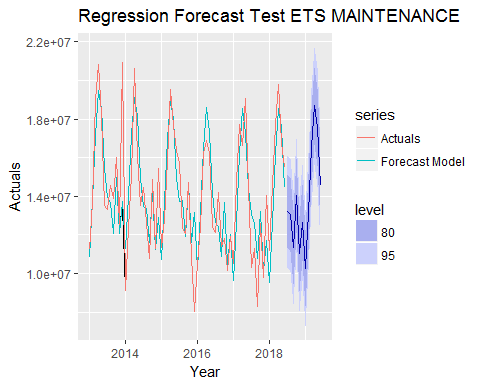 Regression Forecast Test ETS MAINTENANCE
2.2e+07
1.8e+07
1.4e+07
1.0e+07
Actuals
2014
2016
2018
Year
series
Actuals
Forecast Model
level
80
95